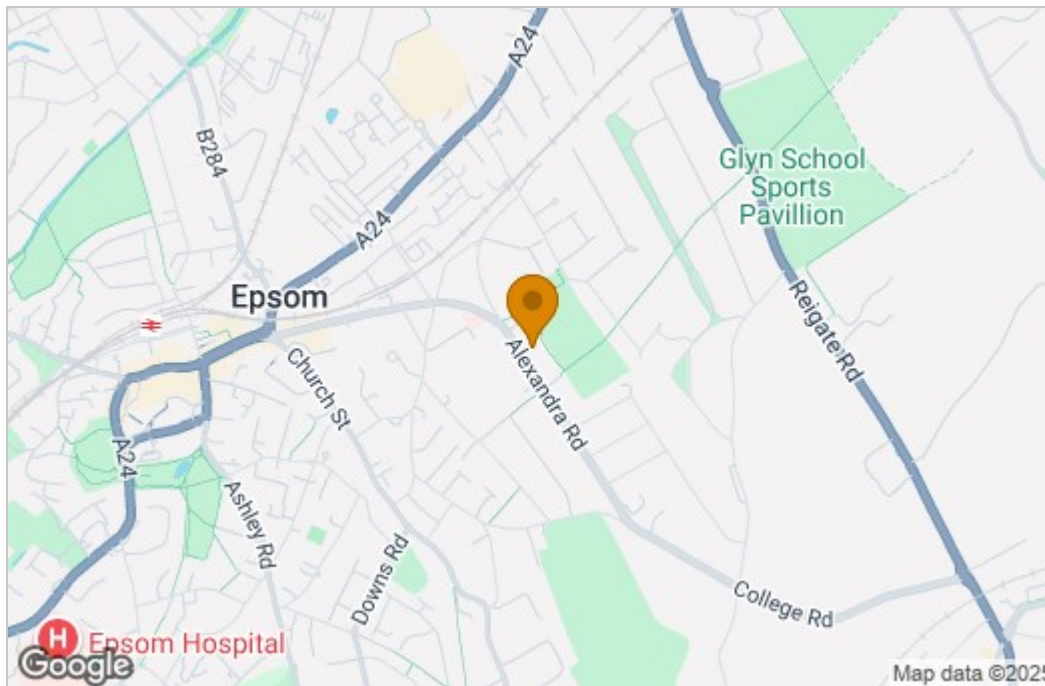 A24
B284
A24
Glyn School
Sports
Pavillion
Epsom
Reigate Rd
Church St
Alexandra Rd
A24
Ashley Rd
Downs Rd
College Rd
H Epsom Hospital
Google
Map data ©2025